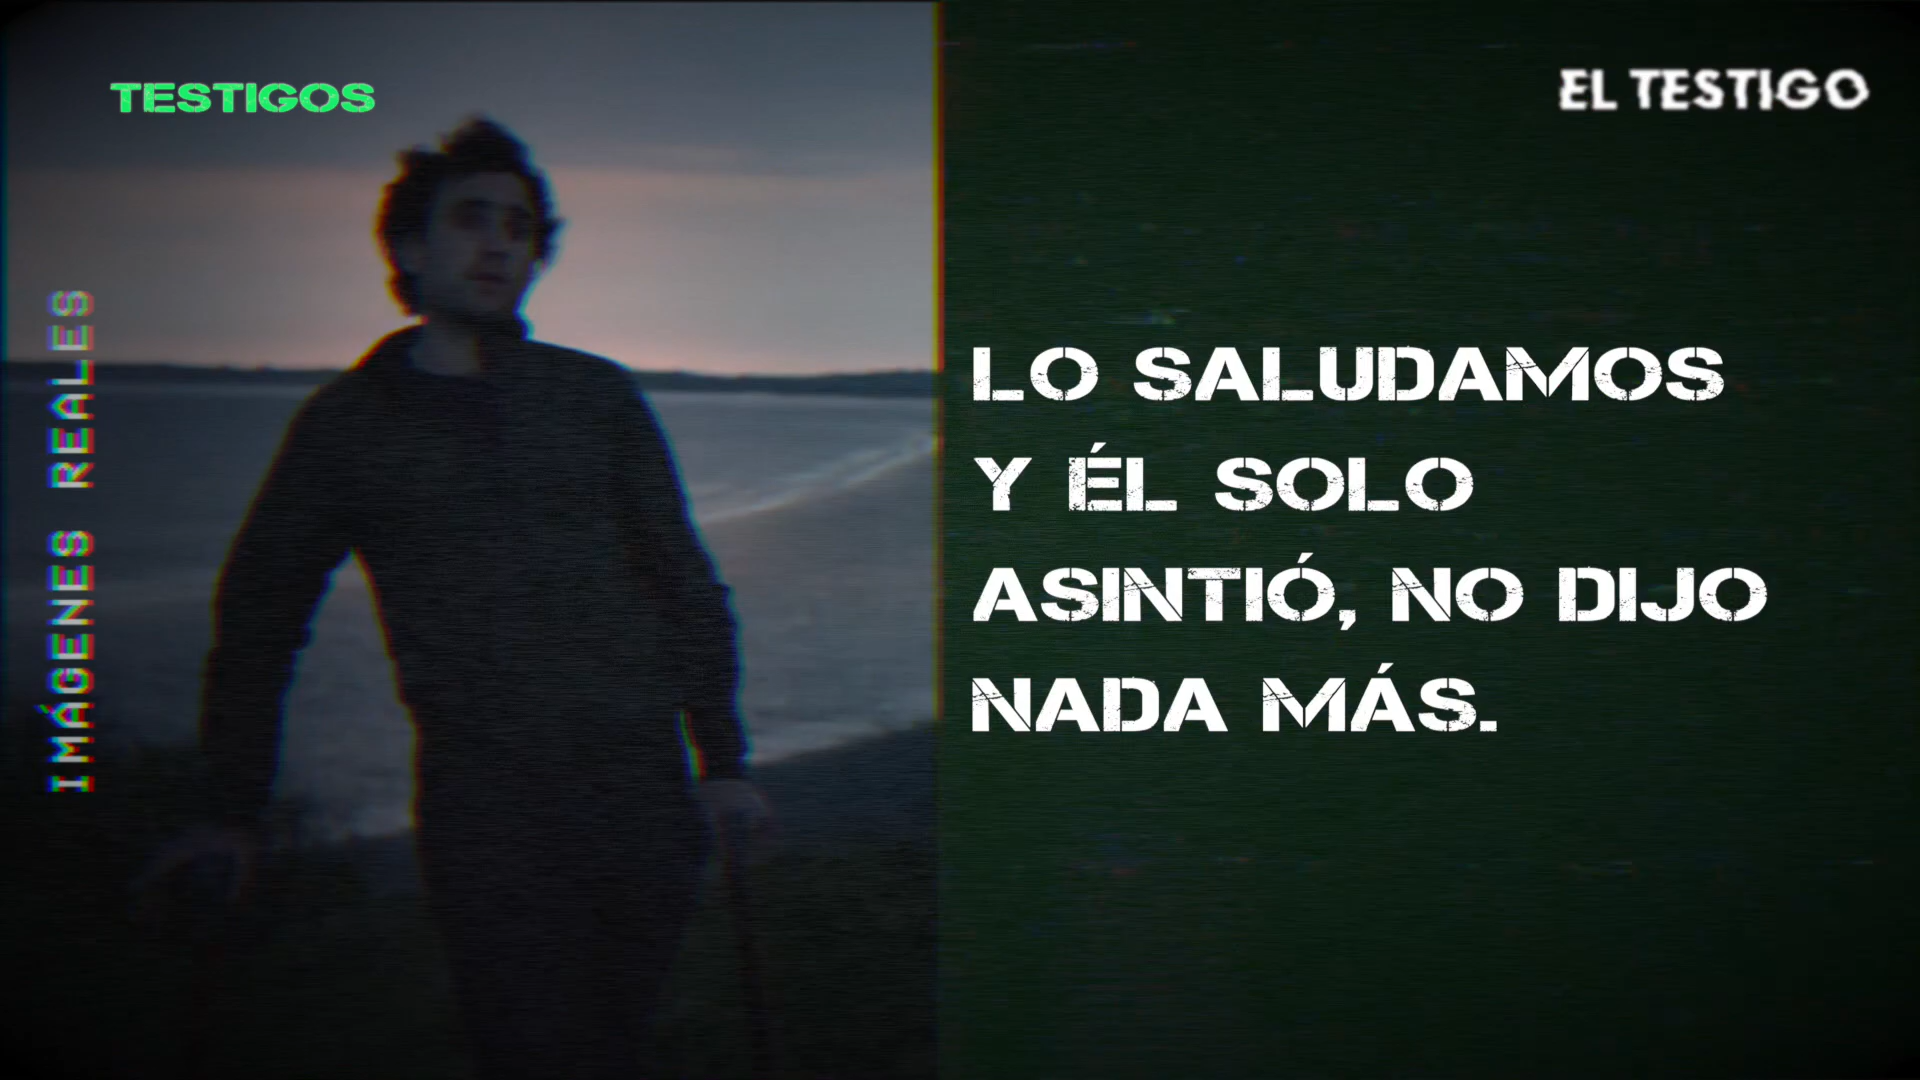 TESTIGOS
EL TESTIGO
IMÁGENES REALES
LO SALUDAMOS
Y ÉL SOLO
ASINTIÓ, NO DIJO
NADA MÁS.